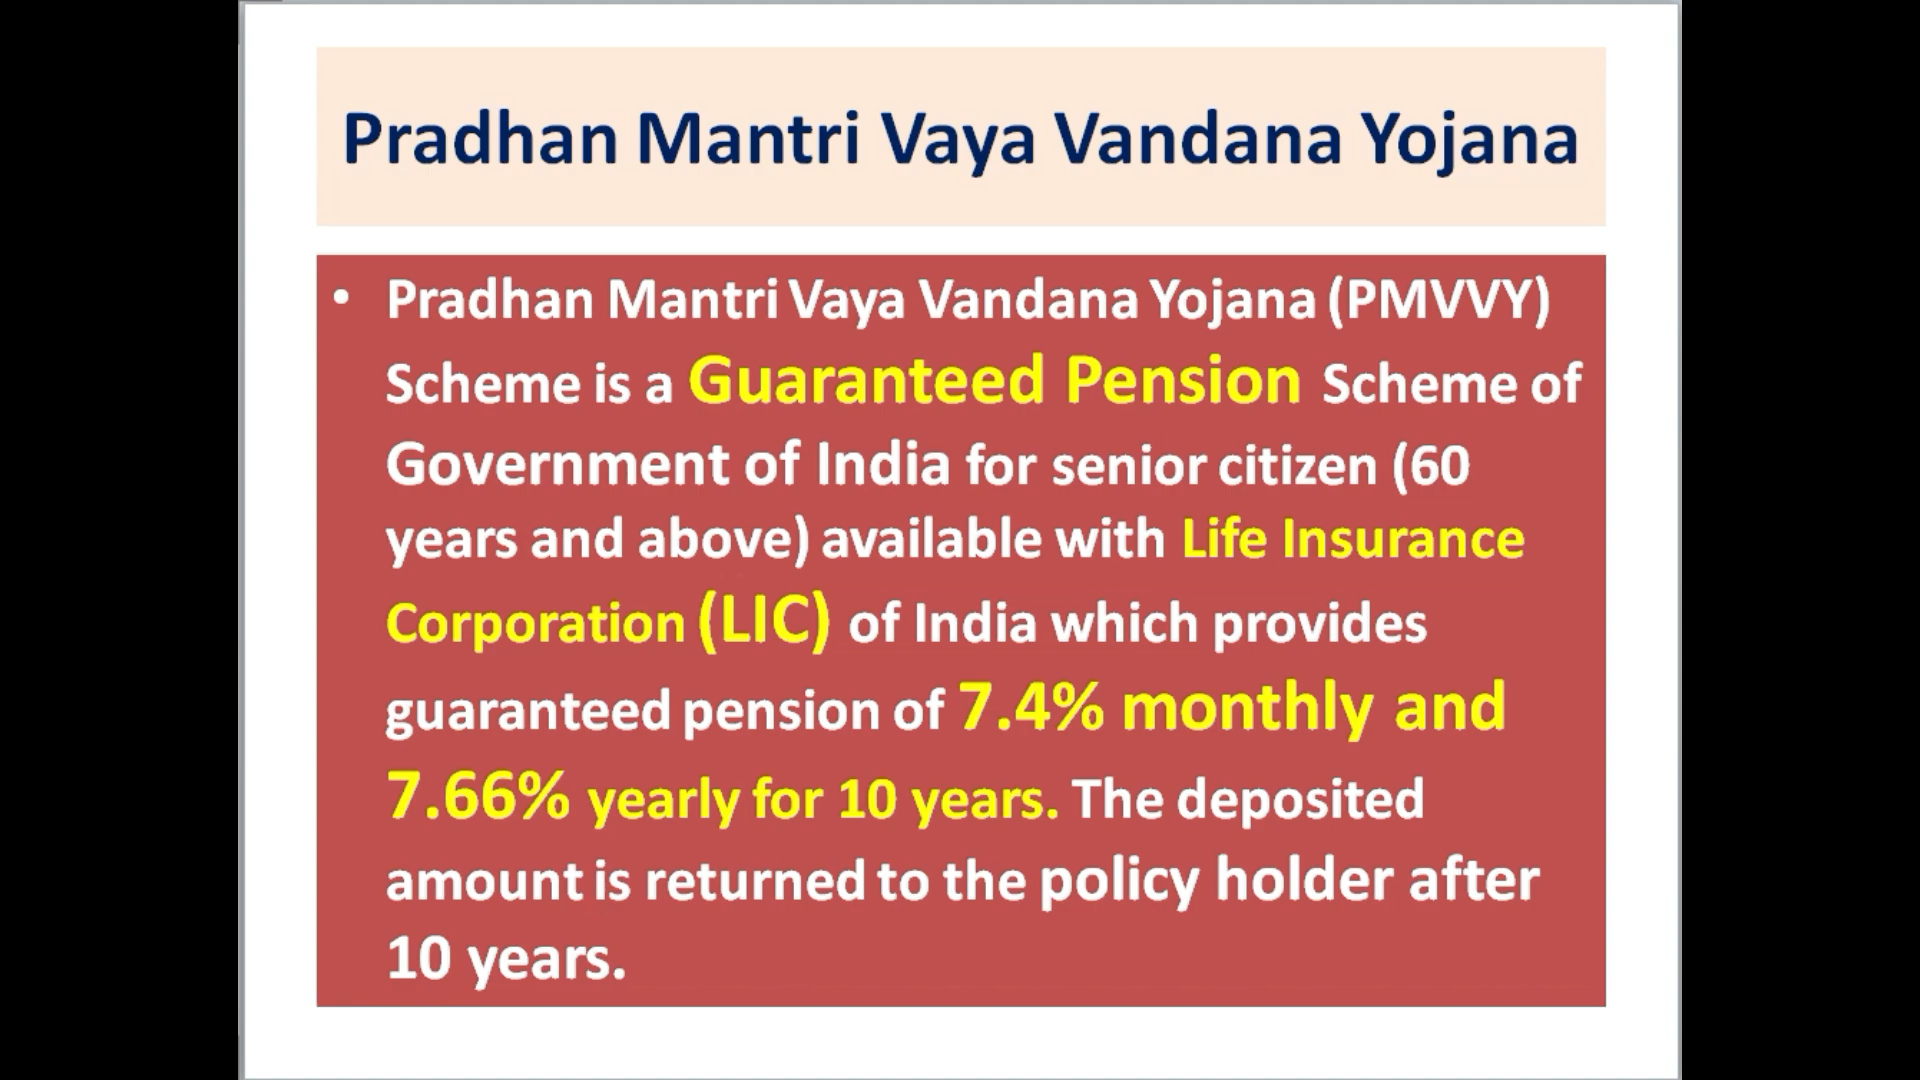 Pradhan Mantri Vaya Vandana Yojana
• Pradhan Mantri Vaya Vandana Yojana (PMVVY)
Scheme is a Guaranteed Pension Scheme of
Government of India for senior citizen (60
years and above) available with Life Insurance
Corporation (LIC) of India which provides
guaranteed pension of 7.4% monthly and
7.66% yearly for 10 years. The deposited
amount is returned to the policy holder after
10 years.